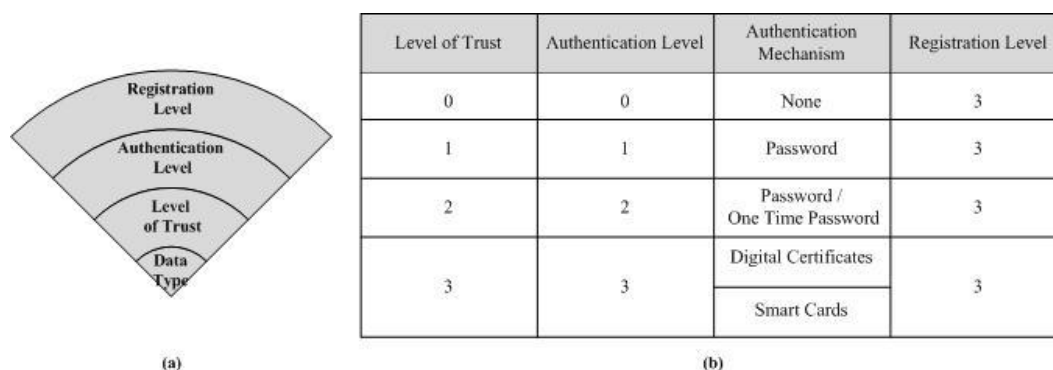 Registration
Level
Authentication
Level
Level
of Trust
Data
Type
(a)
Level of Trust
Authentication Level
Authentication
Mechanism
Registration Level
0
0
None
3
1
1
Password
3
2
2
Password /
One Time Password
3
3
3
Digital Certificates
Smart Cards
3
(b)